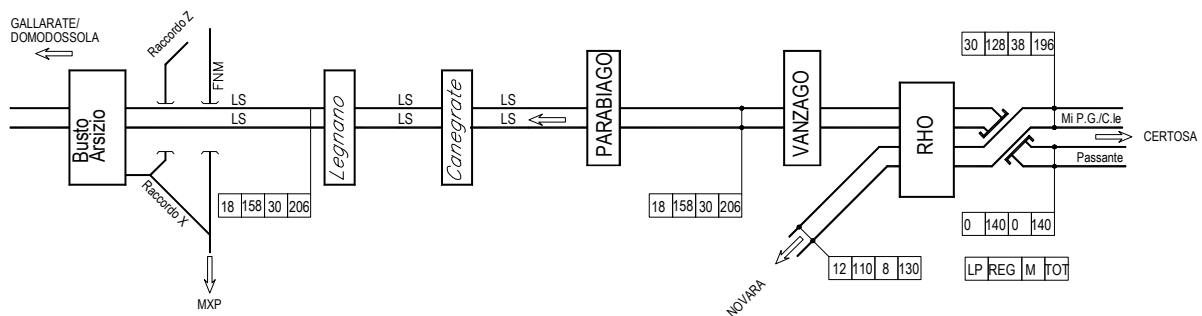 GALLARATE/
DOMODOSSOLA
Raccordo Z
FNM
30 128 38 196
LS LS LS
LS LS LS
Busto
Arsizio
Legnano
Canegrate
PARABIAGO
VANZAGO
RHO
Mi P.G./C.le
CERTOSA
Passante
Raccordo X
18 158 30 206
18 158 30 206
0 140 0 140
12 110 8 130
LP REG M TOT
NOVARA
MXP